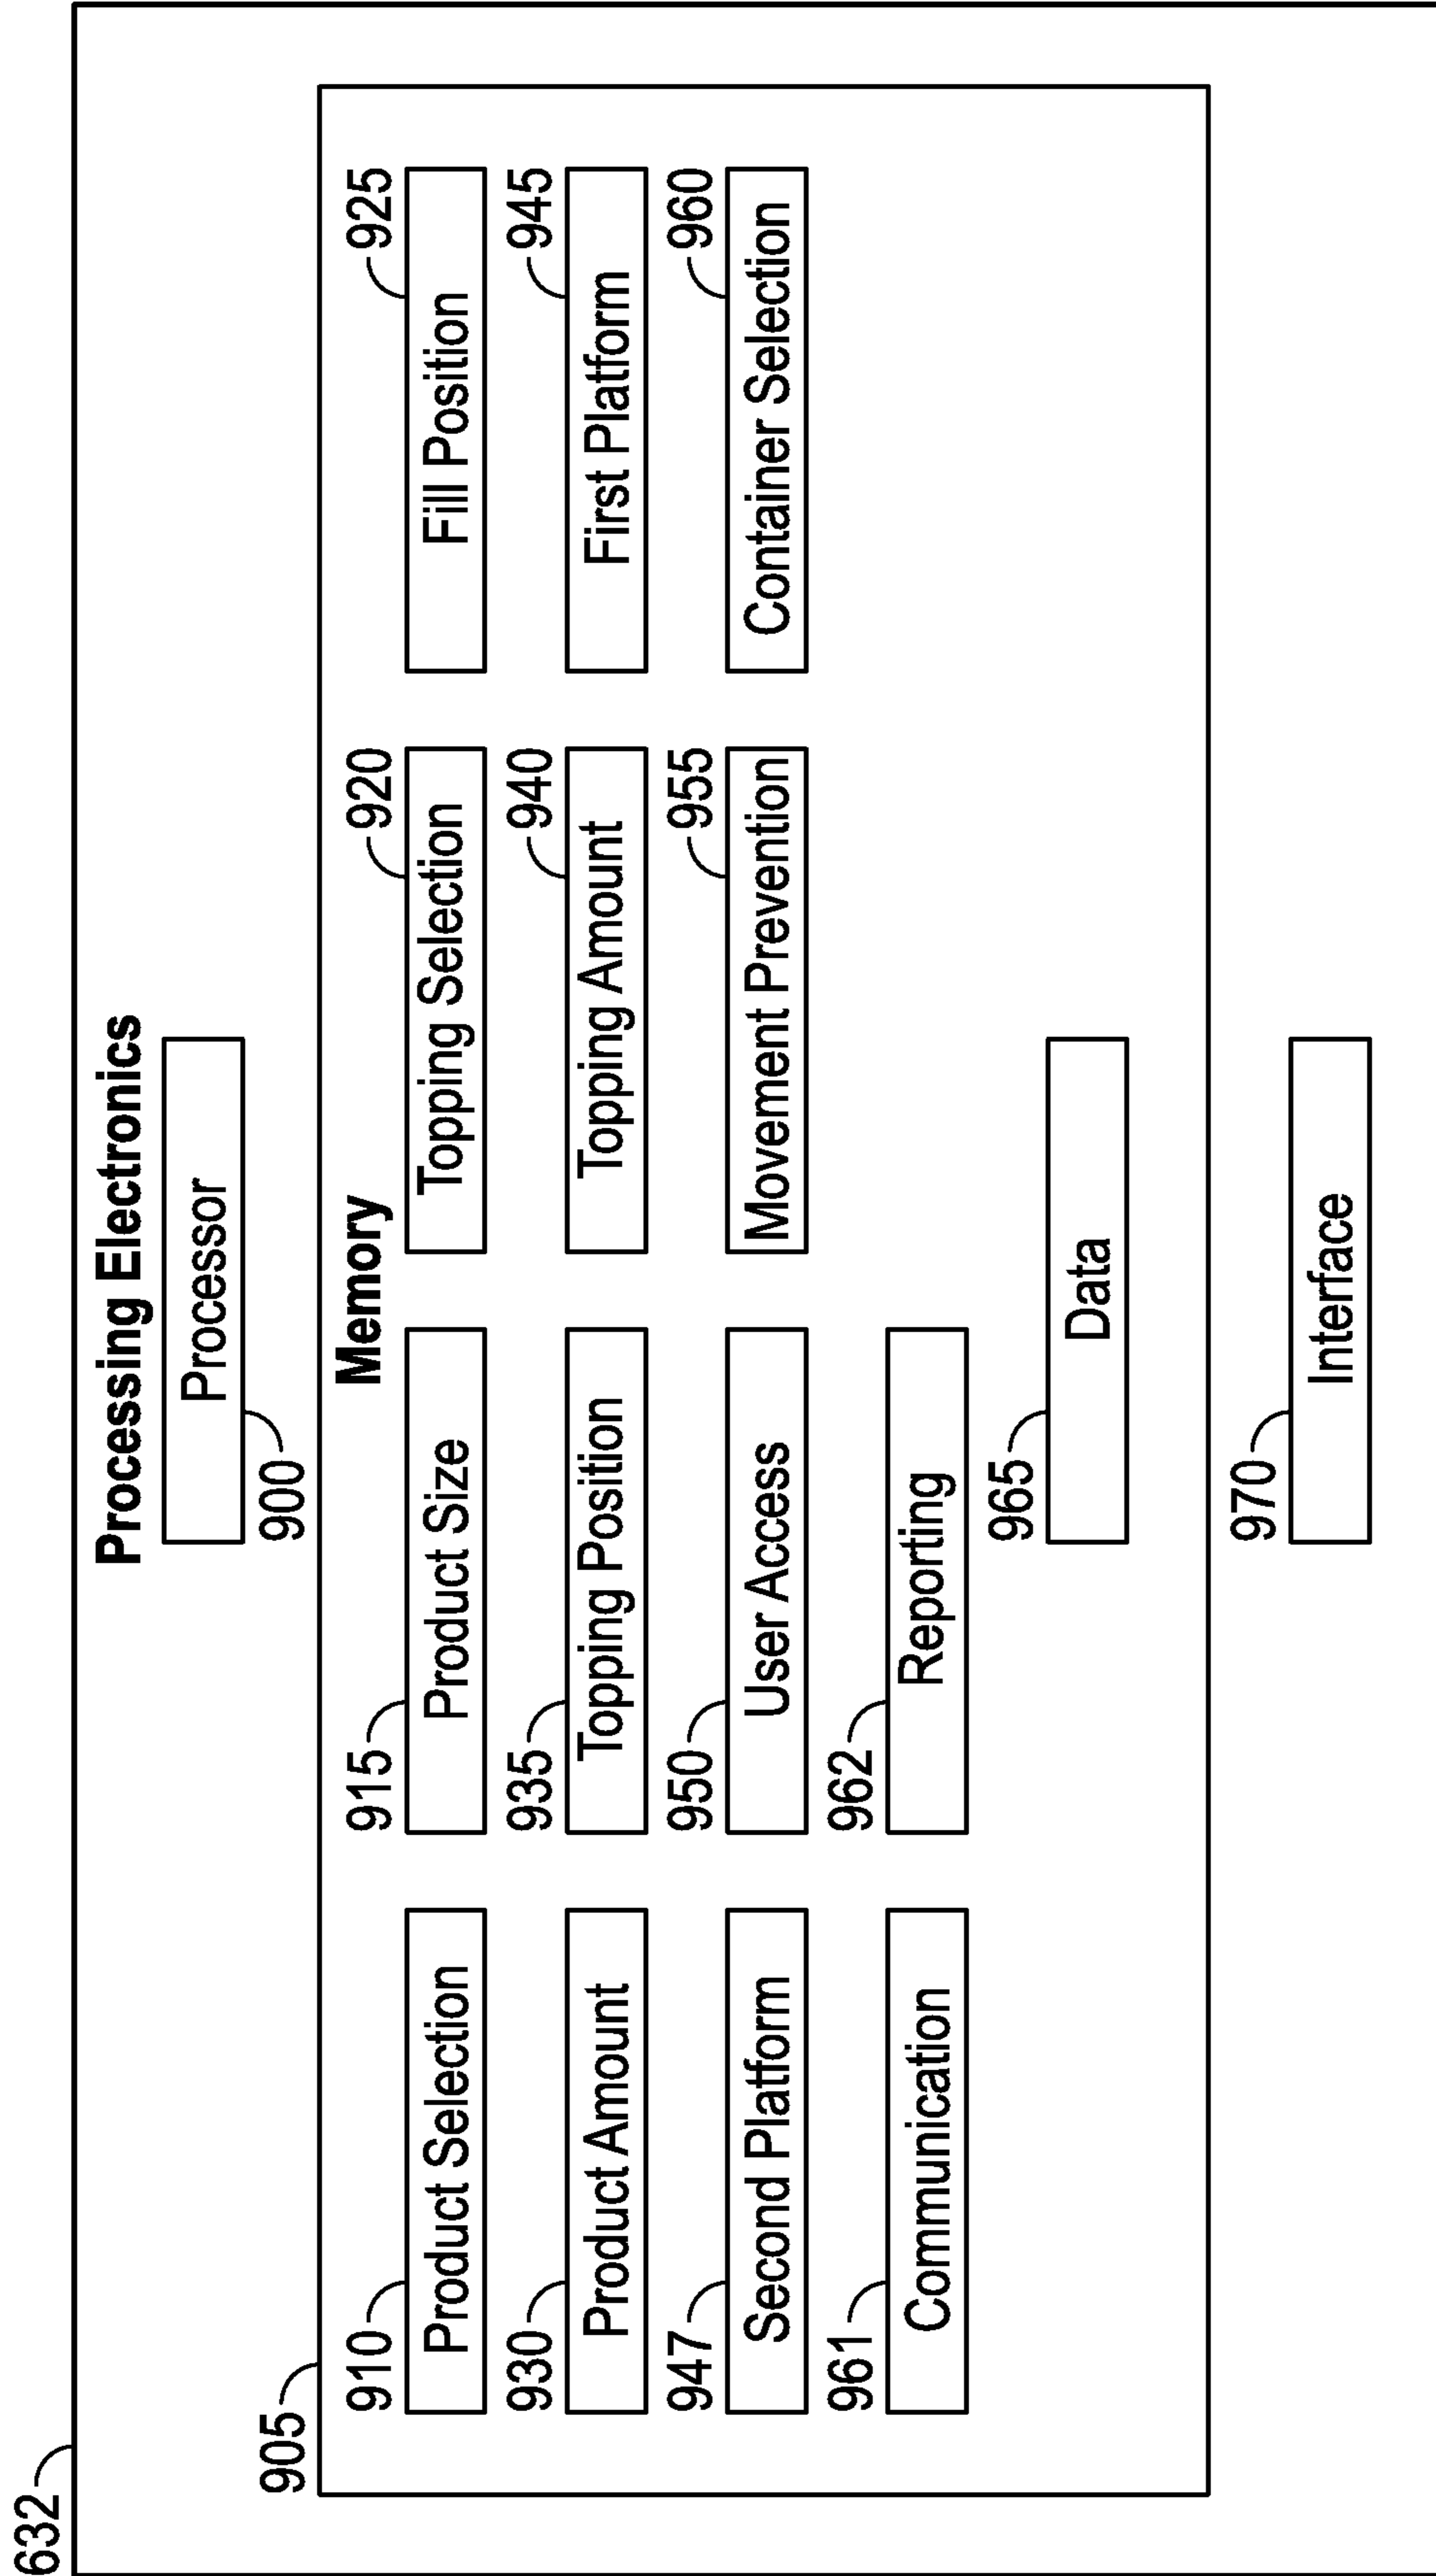 632
Processing Electronics
Processor
900
905
Memory
910
915
920
925
Product Selection
Product Size
Topping Selection
Fill Position
930
935
940
945
Product Amount
Topping Position
Topping Amount
First Platform
947
950
955
960
Second Platform
User Access
Movement Prevention
Container Selection
961
962
Communication
Reporting
965
Data
970
Interface